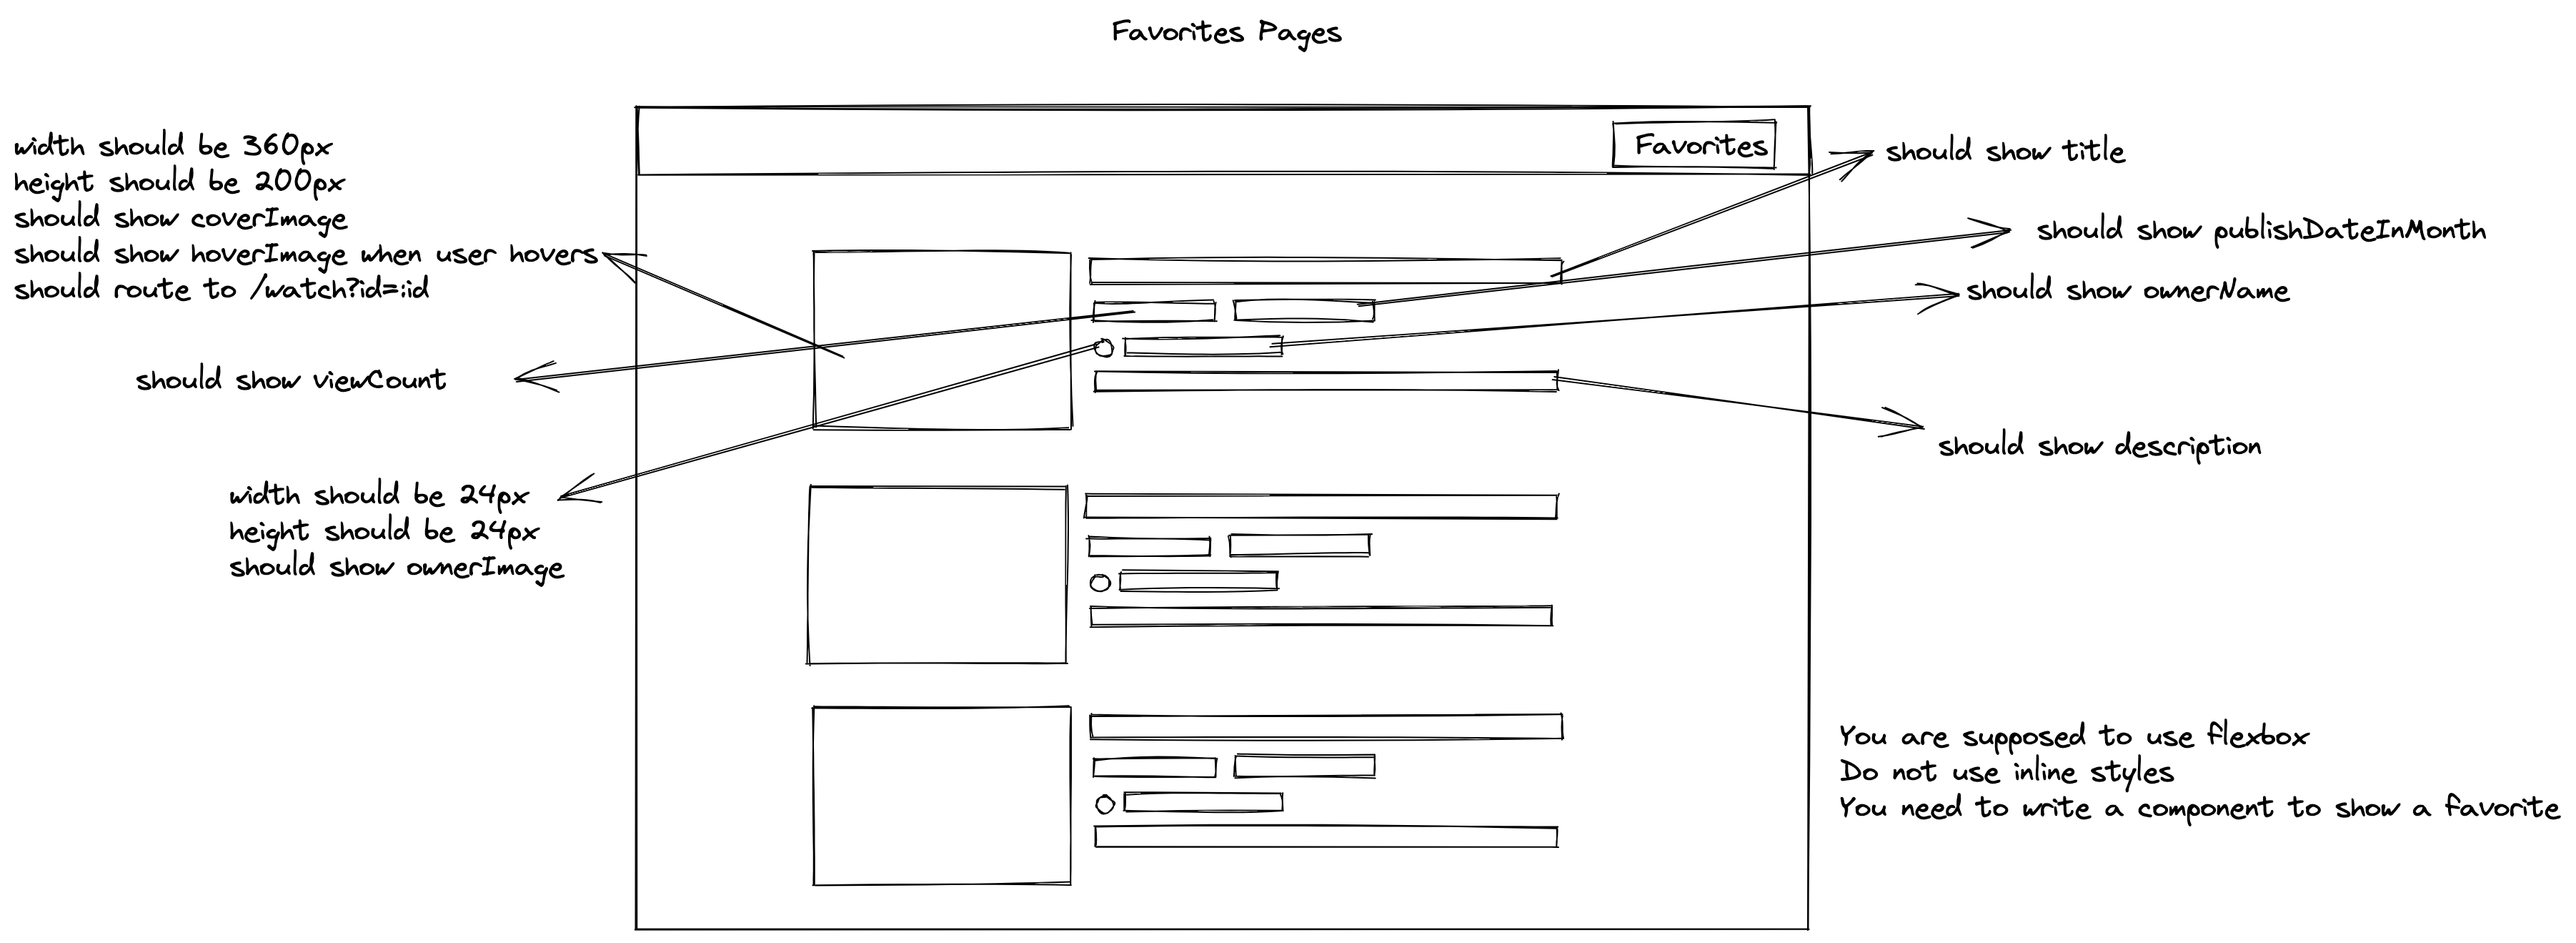 Favorites Pages
Favorites
width should be 360px
height should be 200px
should show coverImage
should show hoverImage when user hovers
should route to /watch?id=:id
should show title
should show publishDateInMonth
should show ownerName
should show viewCount
should show description
width should be 24px
height should be 24px
should show ownerImage
You are supposed to use flexbox
Do not use inline styles
You need to write a component to show a favorite